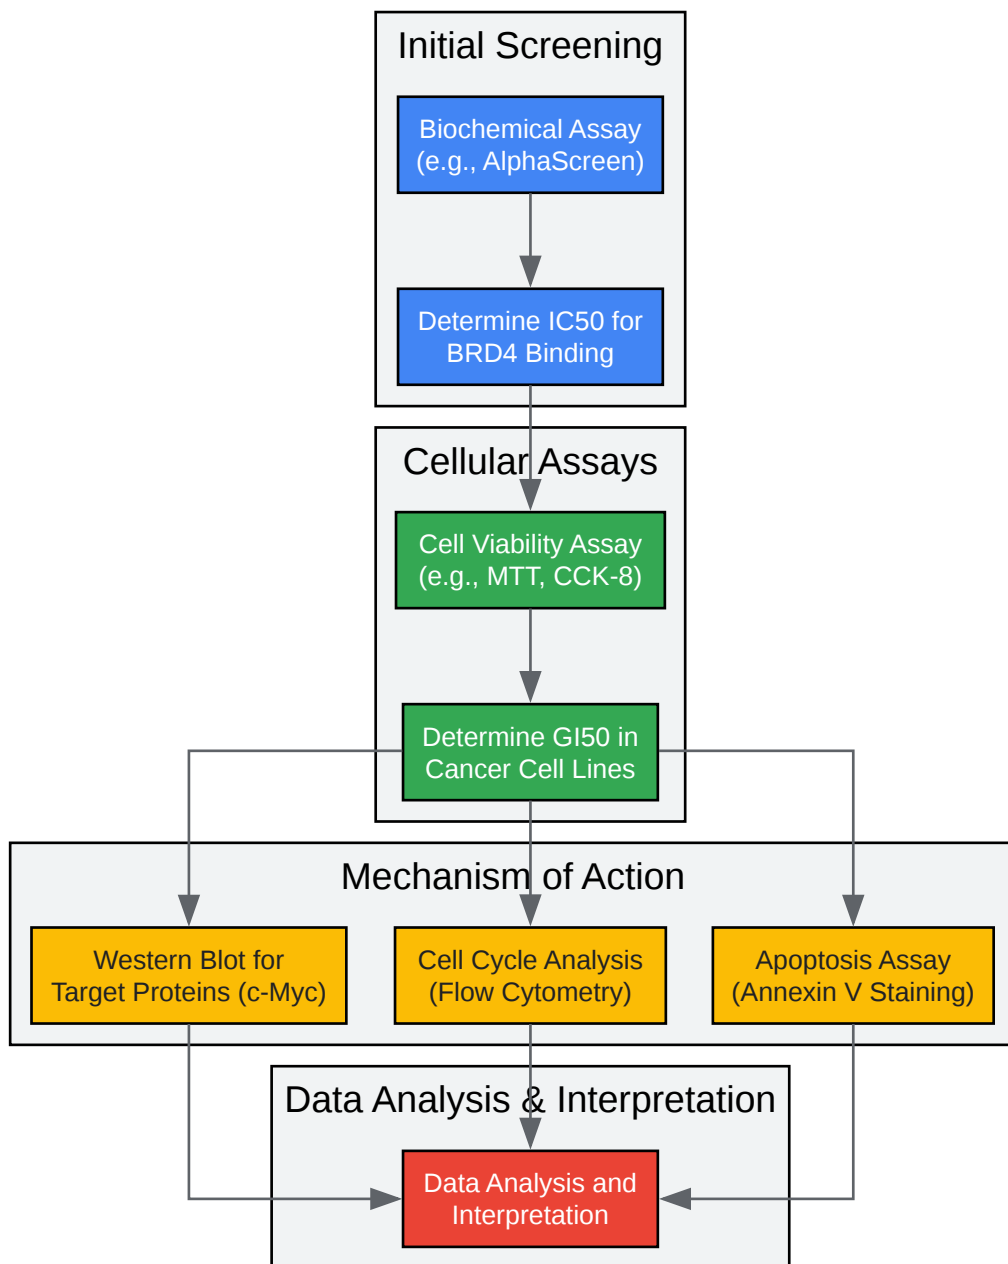 Initial Screening
Biochemical Assay
(e.g., AlphaScreen)
Determine IC50 for
BRD4 Binding
Cellular Assays
Cell Viability Assay
(e.g., MTT, CCK-8)
Determine GI50 in
Cancer Cell Lines
Mechanism of Action
Western Blot for
Target Proteins (c-Myc)
Cell Cycle Analysis
(Flow Cytometry)
Apoptosis Assay
(Annexin V Staining)
Data Analysis & Interpretation
Data Analysis and
Interpretation